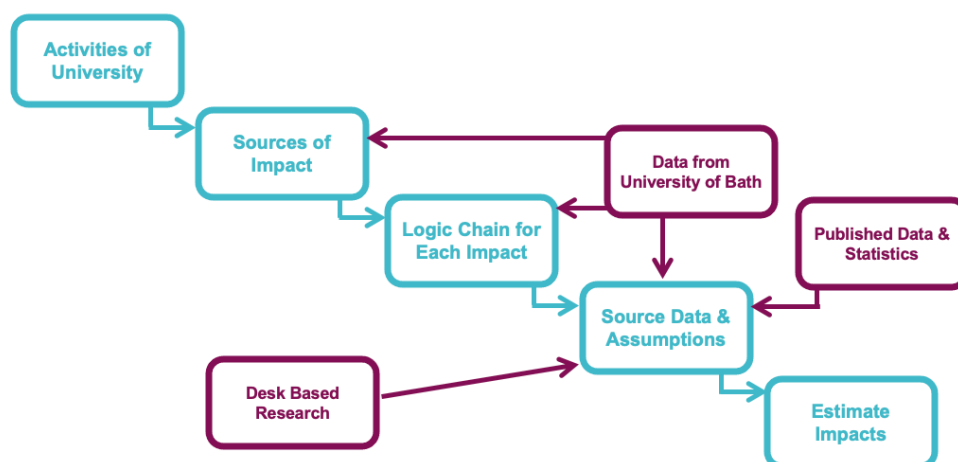 Activities of
University
Sources of
Impact
Data from
University of Bath
Logic Chain for
Each Impact
Published Data &
Statistics
Source Data &
Assumptions
Desk Based
Research
Estimate
Impacts